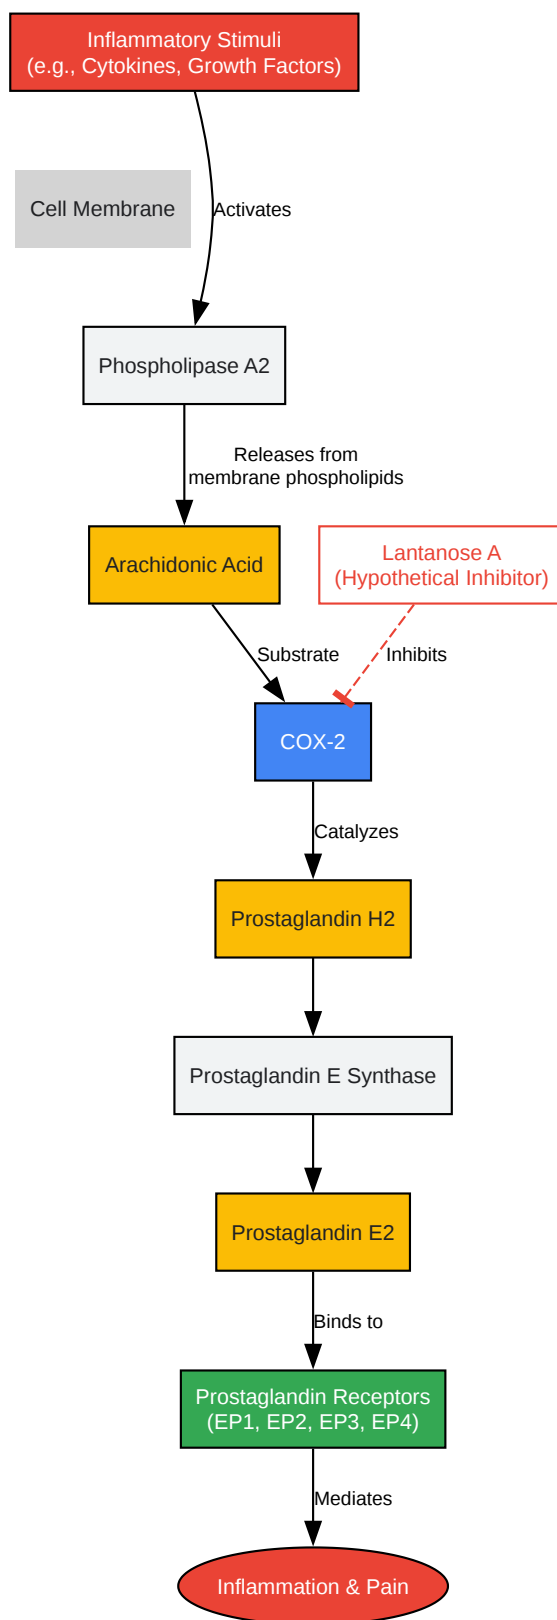 Inflammatory Stimuli
(e.g., Cytokines, Growth Factors)
Cell Membrane
Activates
Phospholipase A2
Releases from
membrane phospholipids
Arachidonic Acid
Lantanose A
(Hypothetical Inhibitor)
Substrate
Inhibits
COX-2
Catalyzes
Prostaglandin H2
Prostaglandin E Synthase
Prostaglandin E2
Binds to
Prostaglandin Receptors
(EP1, EP2, EP3, EP4)
Mediates
Inflammation & Pain